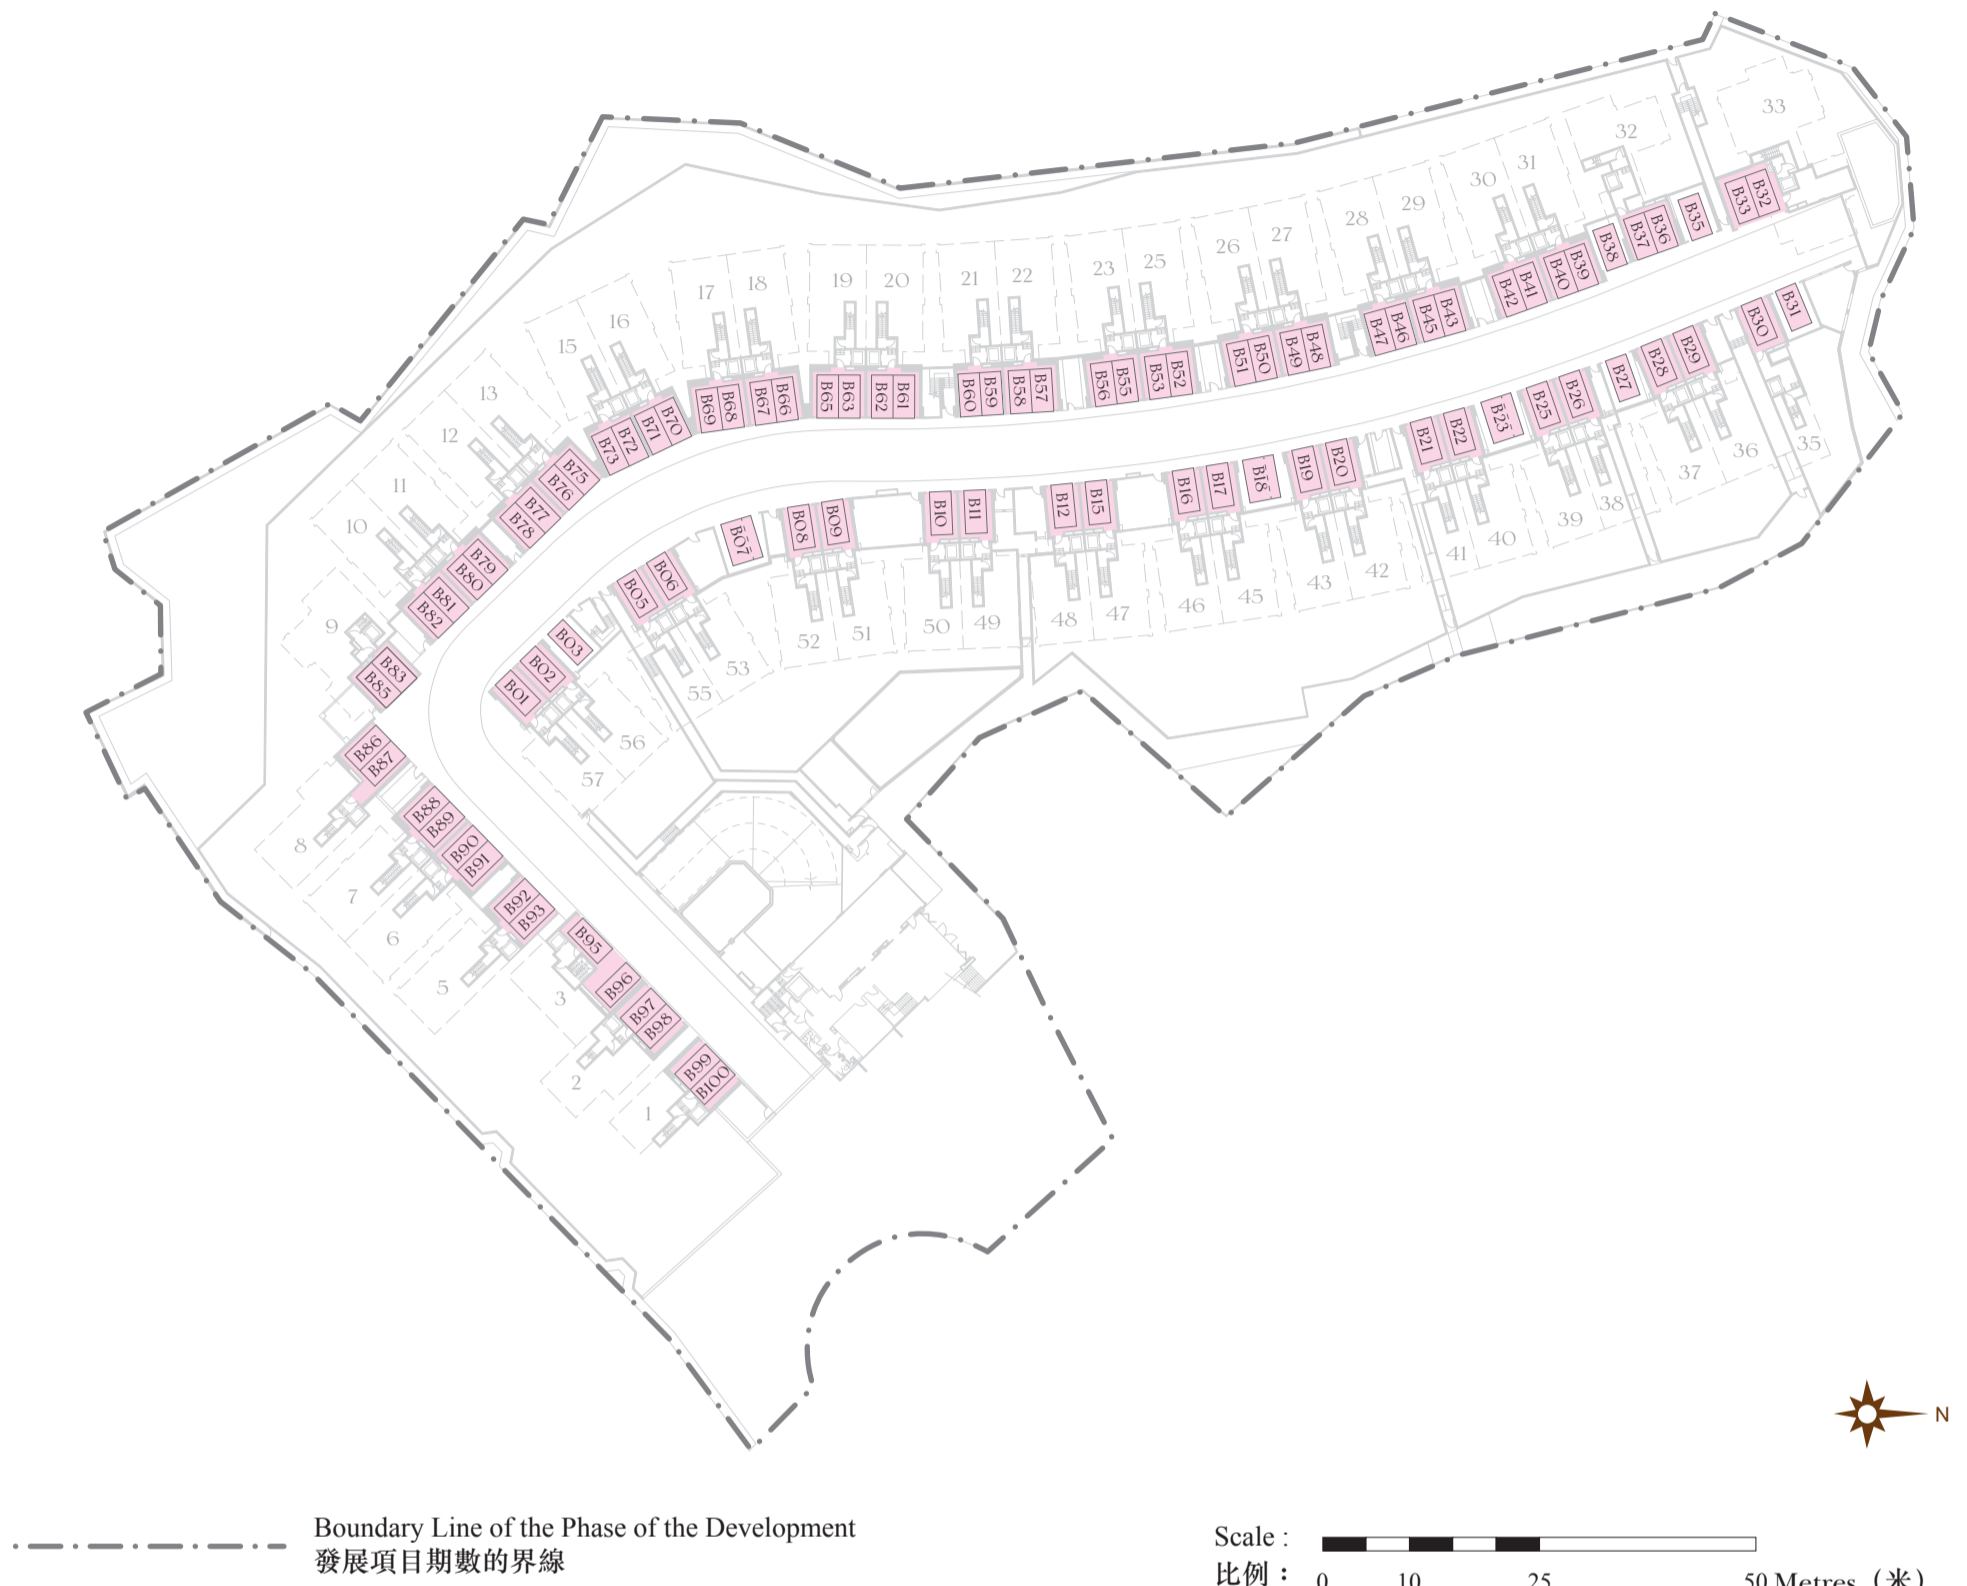 33
32
31
30
29
28
27
26
25
23
22
21
20
19
18
17
16
15
13
12
11
10
9
8
7
6
5
3
2
1
35
36
37
38
39
40
41
42
43
45
46
47
48
49
50
51
52
53
55
56
57
B01
B02
B03
B05
B06
B07
B08
B09
B10
B11
B12
B15
B16
B17
B18
B19
B20
B21
B22
B23
B25
B26
B27
B28
B29
B30
B31
B32
B33
B35
B36
B37
B38
B39
B40
B41
B42
B43
B45
B46
B47
B48
B49
B50
B51
B52
B53
B55
B56
B57
B58
B59
B60
B61
B62
B63
B65
B66
B67
B68
B69
B70
B71
B72
B73
B75
B76
B77
B78
B79
B80
B81
B82
B83
B85
B86
B87
B88
B89
B90
B91
B92
B93
B95
B96
B97
B98
B99
B100
N
Boundary Line of the Phase of the Development
發展項目期數的界線
Scale :
比例：
0 10 25 50 Metres（米）